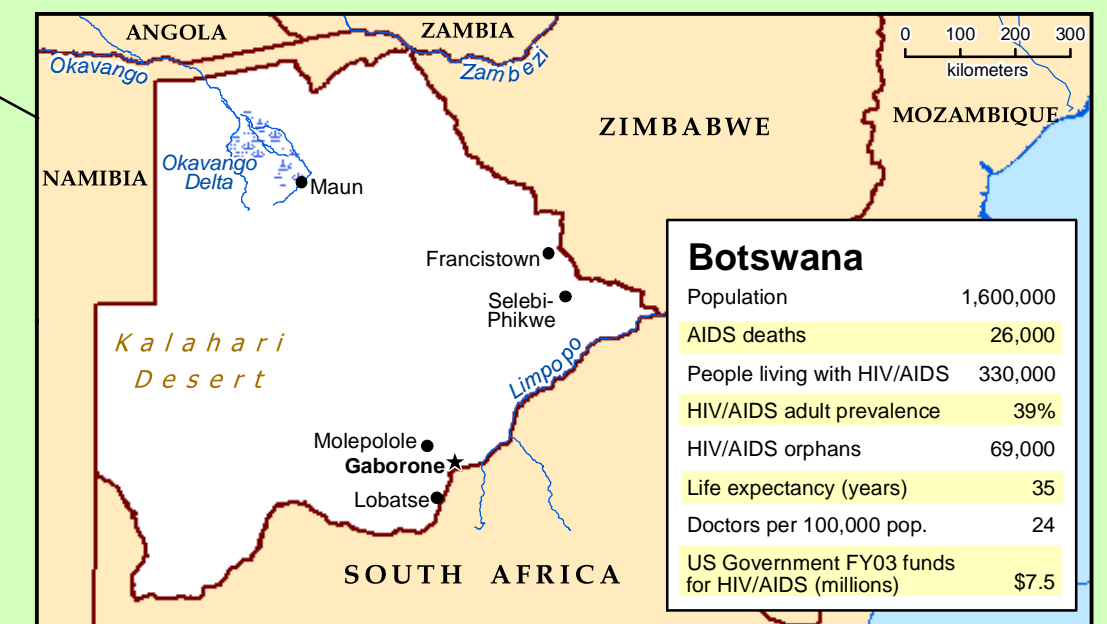 ANGOLA
ZAMBIA
0 100 200 300
kilometers
Okavango
Zambezi
ZIMBABWE
MOZAMBIQUE
NAMIBIA
Okavango
Delta
Maun
Francistown
Selebi-
Phikwe
Kalahari
Desert
Limpopo
Molepolole
Gaborone
Lobatse
SOUTH AFRICA
Botswana
Population 1,600,000
AIDS deaths 26,000
People living with HIV/AIDS 330,000
HIV/AIDS adult prevalence 39%
HIV/AIDS orphans 69,000
Life expectancy (years) 35
Doctors per 100,000 pop. 24
US Government FY03 funds
for HIV/AIDS (millions) $7.5